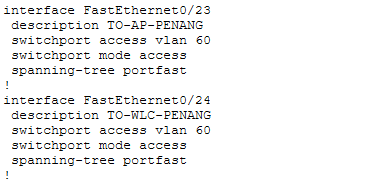 interface FastEthernet0/23
 description TO-AP-PENANG
 switchport access vlan 60
 switchport mode access
 spanning-tree portfast
!
interface FastEthernet0/24
 description TO-WLC-PENANG
 switchport access vlan 60
 switchport mode access
 spanning-tree portfast
!